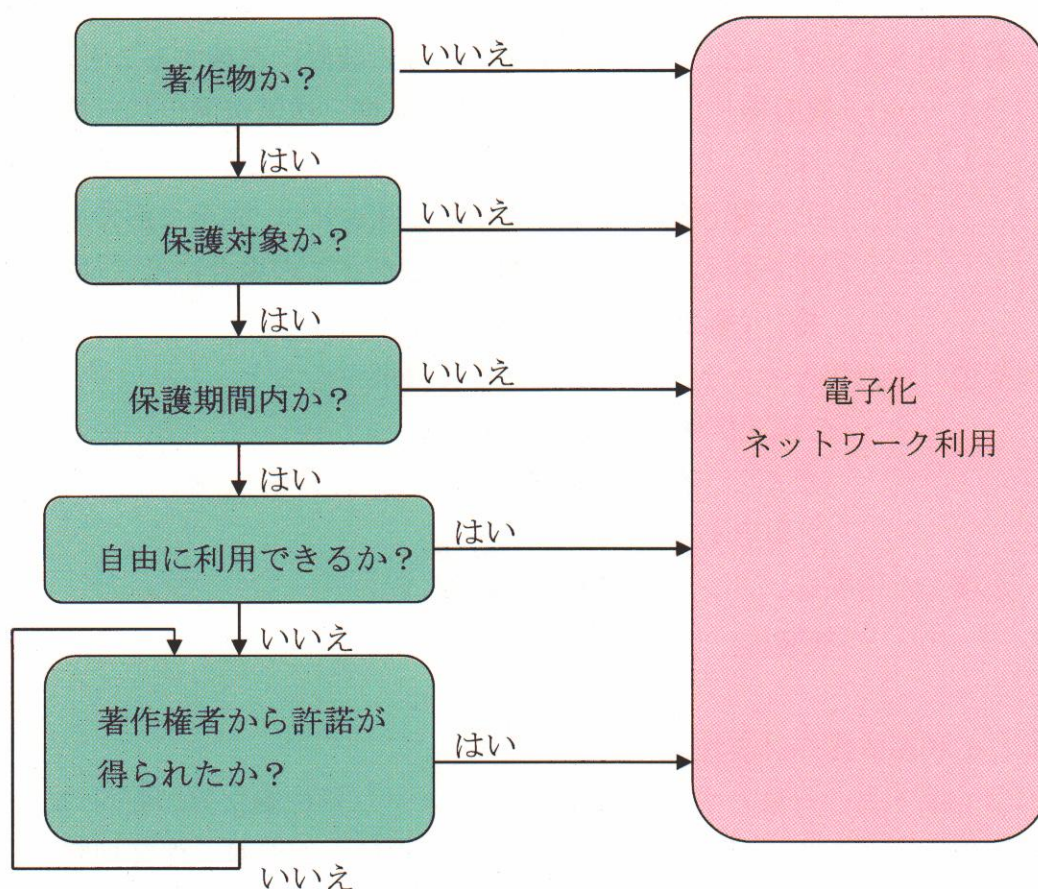 著作物か?
いいえ
はい
保護対象か?
いいえ
はい
保護期間内か?
いいえ
はい
自由に利用できるか?
はい
いいえ
著作権者から許諾が
得られたか?
はい
いいえ
電子化
ネットワーク利用